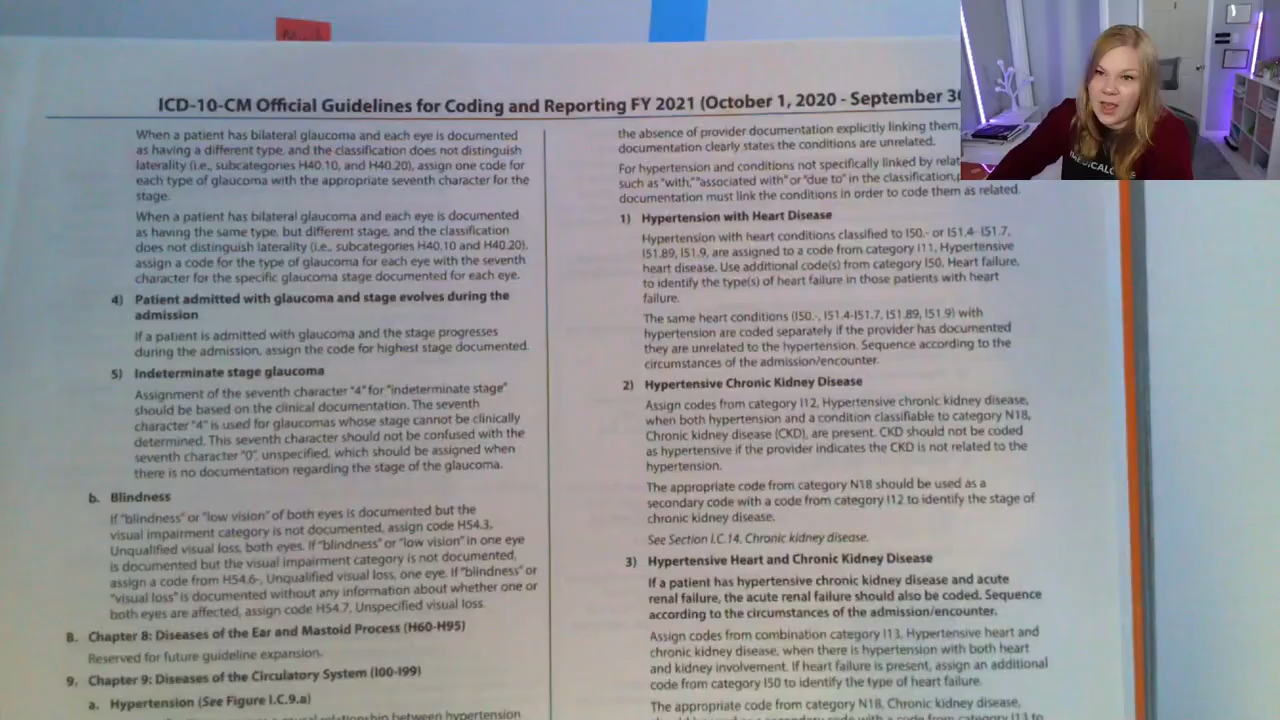 ICD-10-CM Official Guidelines for Coding and Reporting FY 2021 (October 1, 2020 - September 30
When a patient has bilateral glaucoma and each eye is documented
as having a different type, and the classification does not distinguish
laterality (i.e., subcategories H40.10, and H40.20), assign one code for
each type of glaucoma with the appropriate seventh character for the
stage.
When a patient has bilateral glaucoma and each eye is documented
as having the same type, but different stage, and the classification
does not distinguish laterality (i.e., subcategories H40.10 and H40.20),
assign a code for the type of glaucoma for each eye with the seventh
character for the specific glaucoma stage documented for each eye.
4) Patient admitted with glaucoma and stage evolves during the
admission
If a patient is admitted with glaucoma and the stage progresses
during the admission, assign the code for highest stage documented.
5) Indeterminate stage glaucoma
Assignment of the seventh character "4" for "indeterminate stage"
should be based on the clinical documentation. The seventh
character "4" is used for glaucomas whose stage cannot be clinically
determined. This seventh character should not be confused with the
seventh character "0", unspecified, which should be assigned when
there is no documentation regarding the stage of the glaucoma.
b. Blindness
If "blindness" or "low vision" of both eyes is documented but the
visual impairment category is not documented, assign code H54.3,
Unqualified visual loss, both eyes. If "blindness" or "low vision" in one eye
is documented but the visual impairment category is not documented,
assign a code from H54.6-, Unqualified visual loss, one eye. If "blindness" or
"visual loss" is documented without any information about whether one or
both eyes are affected, assign code H54.7, Unspecified visual loss.
8. Chapter 8: Diseases of the Ear and Mastoid Process (H60-H95)
Reserved for future guideline expansion.
9. Chapter 9: Diseases of the Circulatory System (I00-I99)
a. Hypertension (See Figure I.C.9.a)
relationship between hypertension
the absence of provider documentation explicitly linking them,
documentation clearly states the conditions are unrelated.
For hypertension and conditions not specifically linked by relat
such as "with," "associated with" or "due to" in the classification, p
documentation must link the conditions in order to code them as related.
1) Hypertension with Heart Disease
Hypertension with heart conditions classified to I50.- or I51.4- I51.7,
I51.89, I51.9, are assigned to a code from category I11, Hypertensive
heart disease. Use additional code(s) from category I50, Heart failure,
to identify the type(s) of heart failure in those patients with heart
failure.
The same heart conditions (I50.-, I51.4-I51.7, I51.89, I51.9) with
hypertension are coded separately if the provider has documented
they are unrelated to the hypertension. Sequence according to the
circumstances of the admission/encounter.
2) Hypertensive Chronic Kidney Disease
Assign codes from category I12, Hypertensive chronic kidney disease,
when both hypertension and a condition classifiable to category N18,
Chronic kidney disease (CKD), are present. CKD should not be coded
as hypertensive if the provider indicates the CKD is not related to the
hypertension.
The appropriate code from category N18 should be used as a
secondary code with a code from category I12 to identify the stage of
chronic kidney disease.
See Section I.C.14. Chronic kidney disease.
3) Hypertensive Heart and Chronic Kidney Disease
If a patient has hypertensive chronic kidney disease and acute
renal failure, the acute renal failure should also be coded. Sequence
according to the circumstances of the admission/encounter.
Assign codes from combination category I13, Hypertensive heart and
chronic kidney disease, when there is hypertension with both heart
and kidney involvement. If heart failure is present, assign an additional
code from category I50 to identify the type of heart failure.
The appropriate code from category N18, Chronic kidney disease,